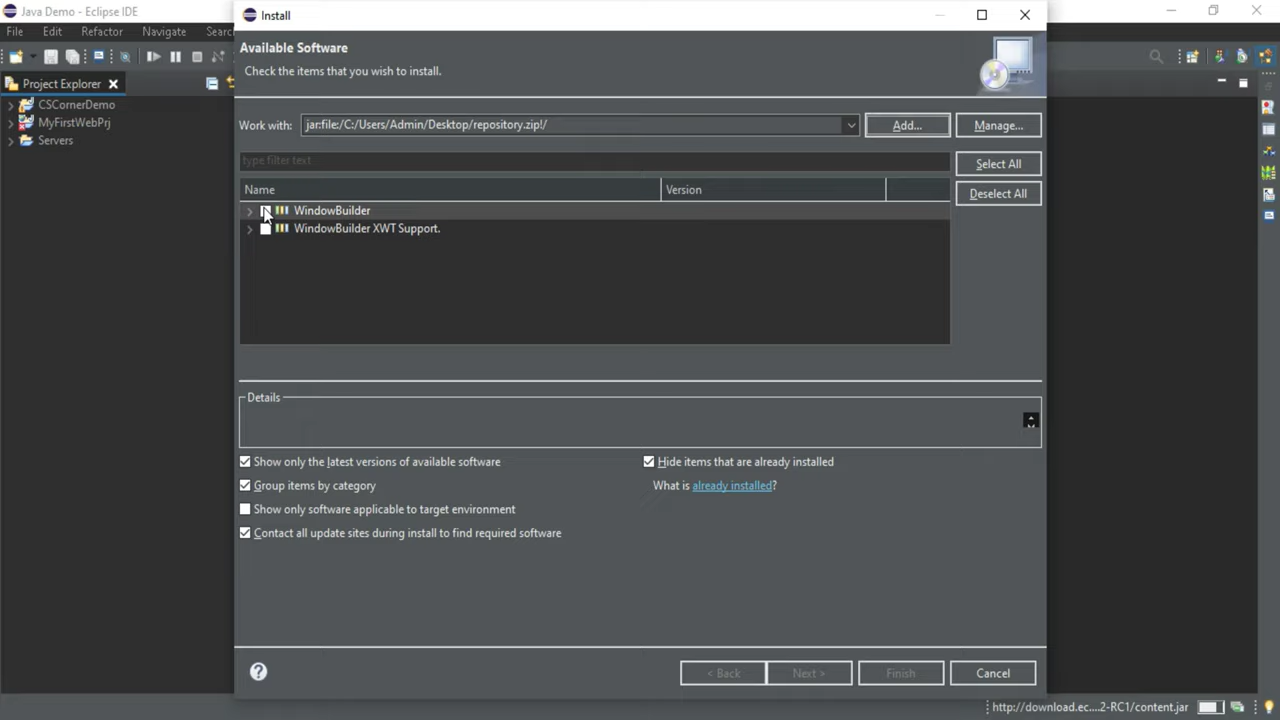 Java Demo - Eclipse IDE
Install
File Edit Refactor Navigate Searc
Available Software
Check the items that you wish to install.
Project Explorer
CSCornerDemo
MyFirstWebPrj
Servers
Work with: jar:file:/C:/Users/Admin/Desktop/repository.zip!/ Add... Manage...
type filter text Select All
Name Version Deselect All
WindowBuilder
WindowBuilder XWT Support.
Details
Show only the latest versions of available software Hide items that are already installed
Group items by category What is already installed?
Show only software applicable to target environment
Contact all update sites during install to find required software
? < Back Next > Finish Cancel
http://download.ec....2-RC1/content.jar